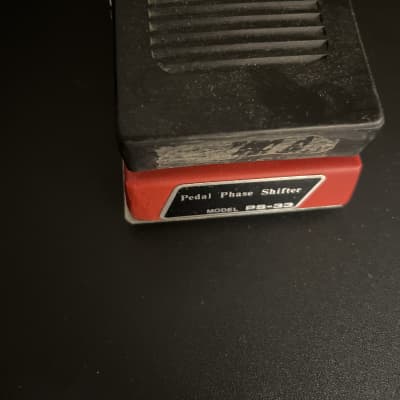 Pedal Phase Shifter
MODEL PS-33